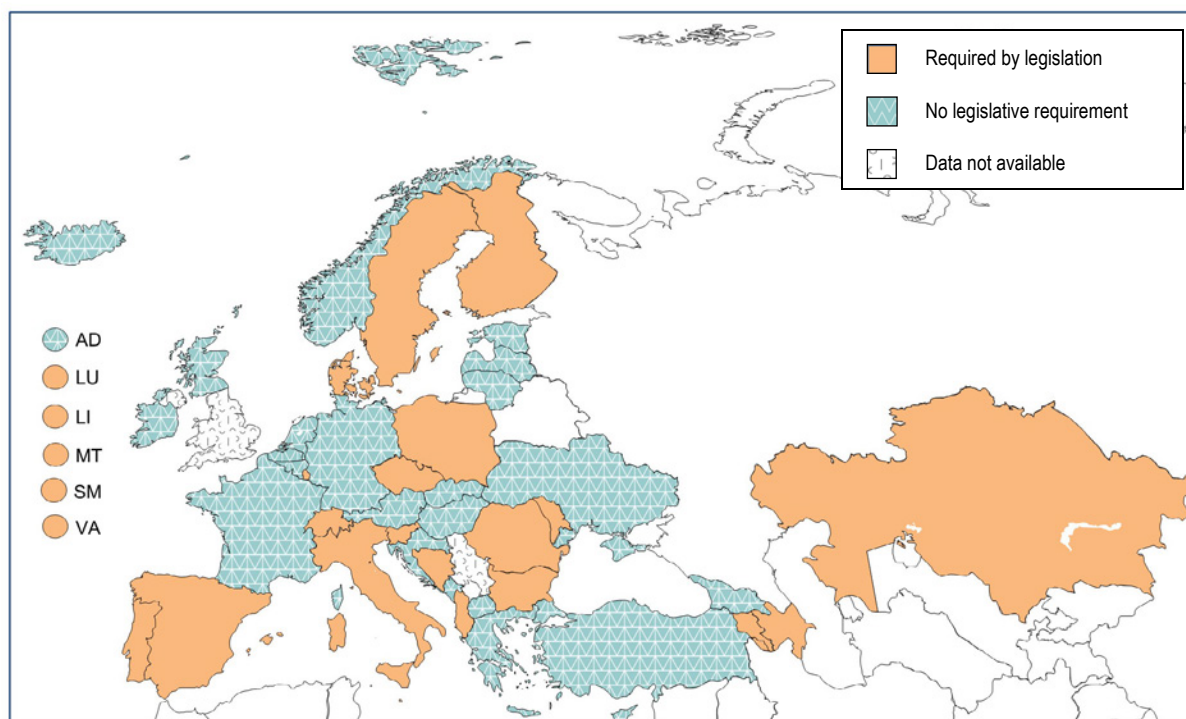 Required by legislation
No legislative requirement
Data not available
AD
LU
LI
MT
SM
VA